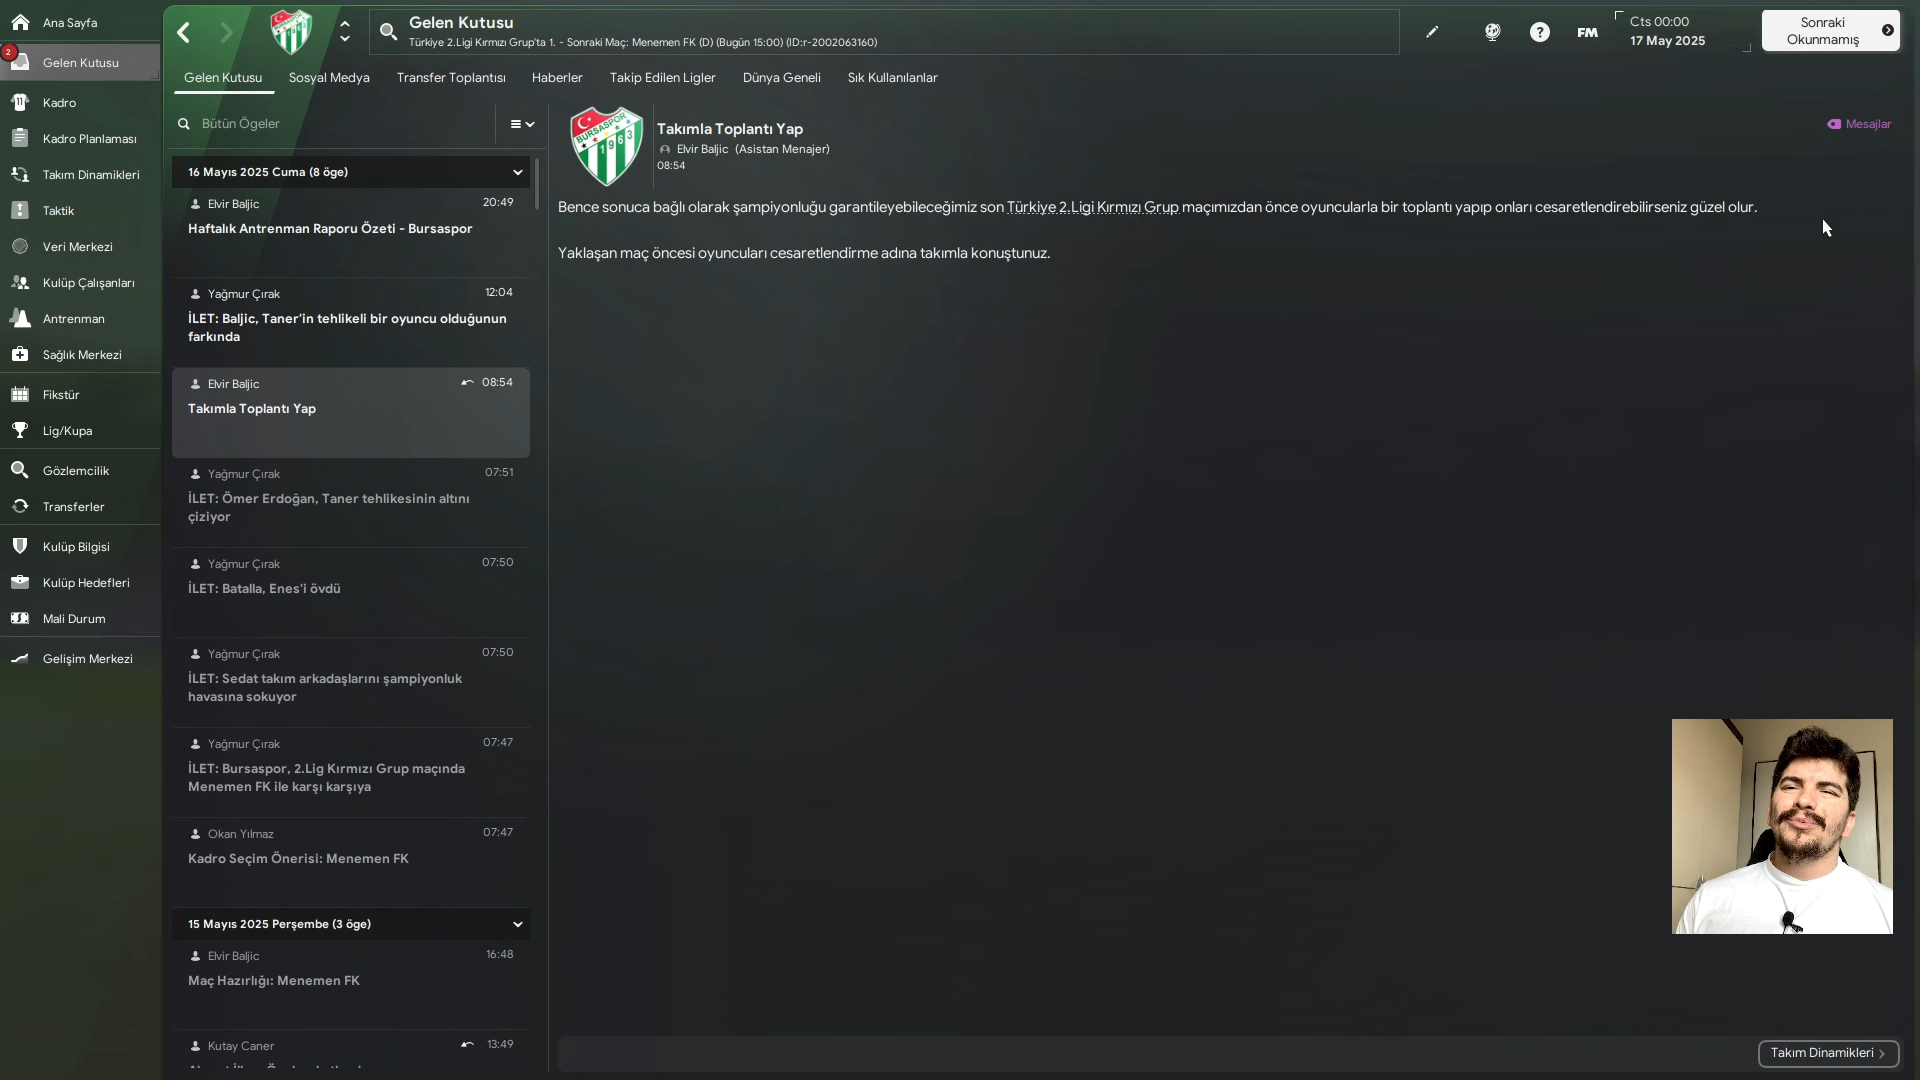 Ana Sayfa
2
Gelen Kutusu
Kadro
Kadro Planlaması
Takım Dinamikleri
Taktik
Veri Merkezi
Kulüp Çalışanları
Antrenman
Sağlık Merkezi
Fikstür
Lig/Kupa
Gözlemcilik
Transferler
Kulüp Bilgisi
Kulüp Hedefleri
Mali Durum
Gelişim Merkezi
Gelen Kutusu
Türkiye 2.Ligi Kırmızı Grup'ta 1. - Sonraki Maç: Menemen FK (D) (Bugün 15:00) (ID:r-2002063160)
FM
Cts 00:00
17 May 2025
Sonraki
Okunmamış
Gelen Kutusu
Sosyal Medya
Transfer Toplantısı
Haberler
Takip Edilen Ligler
Dünya Geneli
Sık Kullanılanlar
Bütün Ögeler
16 Mayıs 2025 Cuma (8 öge)
Elvir Baljic 20:49
Haftalık Antrenman Raporu Özeti - Bursaspor
Yağmur Çırak 12:04
İLET: Baljic, Taner'in tehlikeli bir oyuncu olduğunun
farkında
Elvir Baljic 08:54
Takımla Toplantı Yap
Yağmur Çırak 07:51
İLET: Ömer Erdoğan, Taner tehlikesinin altını
çiziyor
Yağmur Çırak 07:50
İLET: Batalla, Enes'i övdü
Yağmur Çırak 07:50
İLET: Sedat takım arkadaşlarını şampiyonluk
havasına sokuyor
Yağmur Çırak 07:47
İLET: Bursaspor, 2.Lig Kırmızı Grup maçında
Menemen FK ile karşı karşıya
Okan Yılmaz 07:47
Kadro Seçim Önerisi: Menemen FK
15 Mayıs 2025 Perşembe (3 öge)
Elvir Baljic 16:48
Maç Hazırlığı: Menemen FK
Kutay Caner 13:49
BURSASPOR
1963
Takımla Toplantı Yap
Elvir Baljic (Asistan Menajer)
08:54
Mesajlar
Bence sonuca bağlı olarak şampiyonluğu garantileyebileceğimiz son Türkiye 2.Ligi Kırmızı Grup maçımızdan önce oyuncularla bir toplantı yapıp onları cesaretlendirebilirseniz güzel olur.
Yaklaşan maç öncesi oyuncuları cesaretlendirme adına takımla konuştunuz.
Takım Dinamikleri